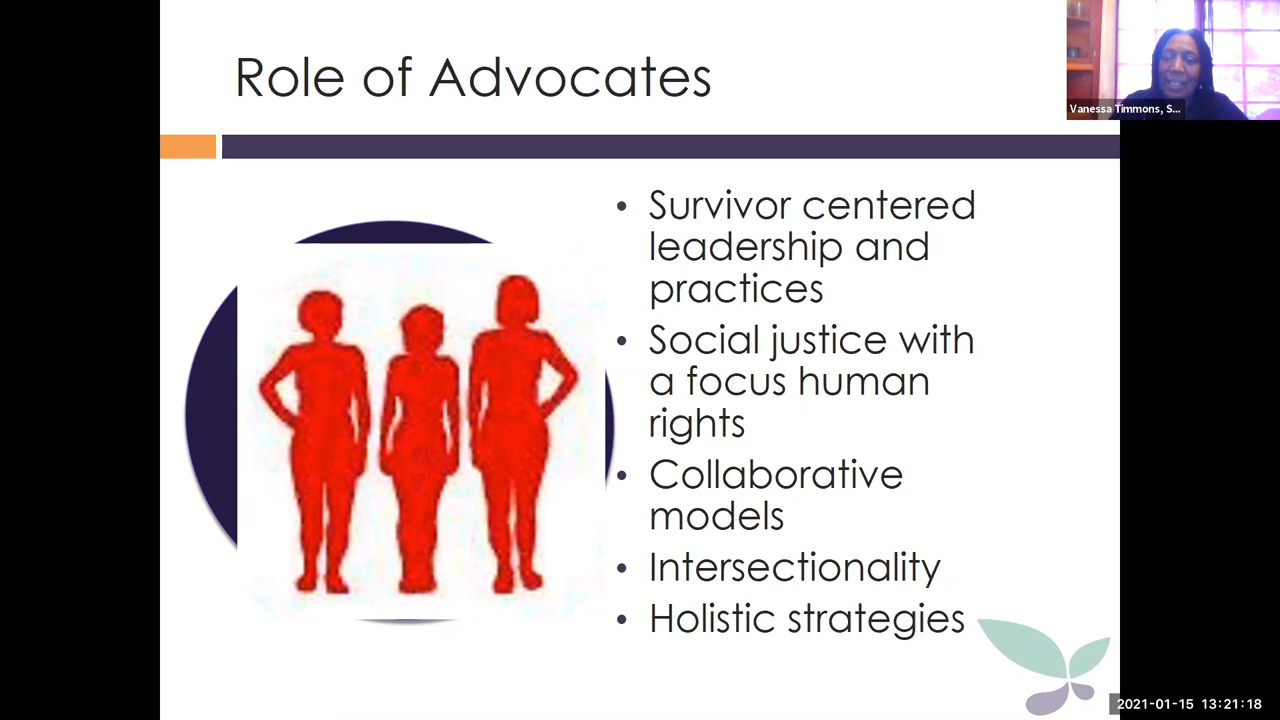 Role of Advocates
Vanessa Timmons, S...
• Survivor centered
leadership and
practices
• Social justice with
a focus human
rights
• Collaborative
models
• Intersectionality
• Holistic strategies
2021-01-15 13:21:18